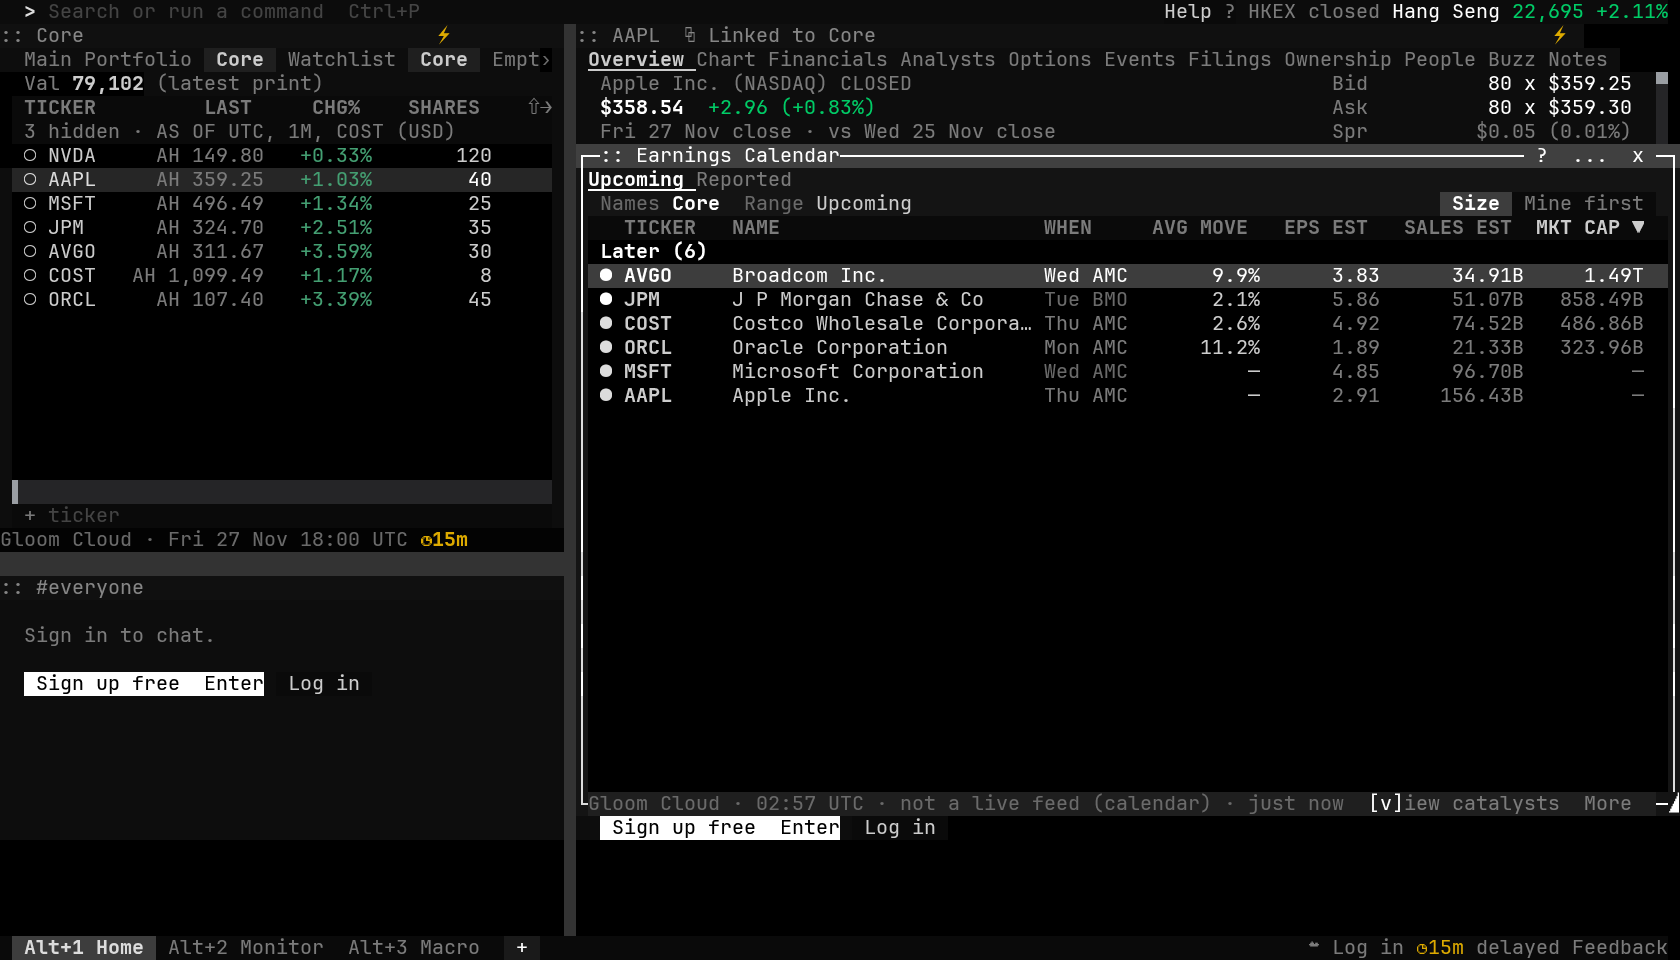 > Search or run a command  Ctrl+P
Help ? HKEX closed Hang Seng 22,695 +2.11%
:: Core
Main Portfolio  Core  Watchlist  Core  Empt›
Val 79,102 (latest print)
TICKER  LAST  CHG%  SHARES
3 hidden · AS OF UTC, 1M, COST (USD)
NVDA  AH 149.80  +0.33%  120
AAPL  AH 359.25  +1.03%  40
MSFT  AH 496.49  +1.34%  25
JPM  AH 324.70  +2.51%  35
AVGO  AH 311.67  +3.59%  30
COST  AH 1,099.49  +1.17%  8
ORCL  AH 107.40  +3.39%  45
+ ticker
Gloom Cloud · Fri 27 Nov 18:00 UTC 15m
:: #everyone
Sign in to chat.
Sign up free  Enter  Log in
:: AAPL  Linked to Core
Overview Chart Financials Analysts Options Events Filings Ownership People Buzz Notes
Apple Inc. (NASDAQ) CLOSED  Bid  80 x $359.25
$358.54  +2.96 (+0.83%)  Ask  80 x $359.30
Fri 27 Nov close · vs Wed 25 Nov close  Spr  $0.05 (0.01%)
:: Earnings Calendar  ?  ...  x
Upcoming Reported
Names Core  Range Upcoming  Size  Mine first
TICKER  NAME  WHEN  AVG MOVE  EPS EST  SALES EST  MKT CAP ▼
Later (6)
AVGO  Broadcom Inc.  Wed AMC  9.9%  3.83  34.91B  1.49T
JPM  J P Morgan Chase & Co  Tue BMO  2.1%  5.86  51.07B  858.49B
COST  Costco Wholesale Corpora…  Thu AMC  2.6%  4.92  74.52B  486.86B
ORCL  Oracle Corporation  Mon AMC  11.2%  1.89  21.33B  323.96B
MSFT  Microsoft Corporation  Wed AMC  —  4.85  96.70B  —
AAPL  Apple Inc.  Thu AMC  —  2.91  156.43B  —
Gloom Cloud · 02:57 UTC · not a live feed (calendar) · just now  [v]iew catalysts  More
Sign up free  Enter  Log in
Alt+1 Home  Alt+2 Monitor  Alt+3 Macro  +
Log in 15m delayed Feedback